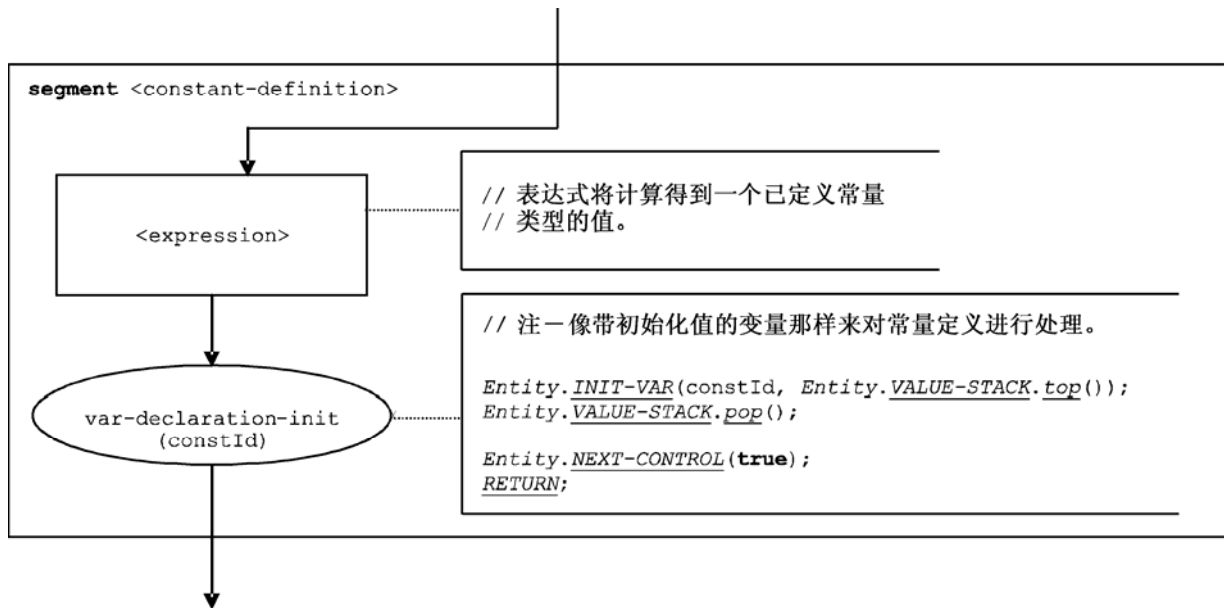 segment <constant-definition>
<expression>
// 表达式将计算得到一个已定义常量
// 类型的值。
var-declaration-init
(constId)
// 注－像带初始化值的变量那样来对常量定义进行处理。
Entity.INIT-VAR(constId, Entity.VALUE-STACK.top());
Entity.VALUE-STACK.pop();
Entity.NEXT-CONTROL(true);
RETURN;